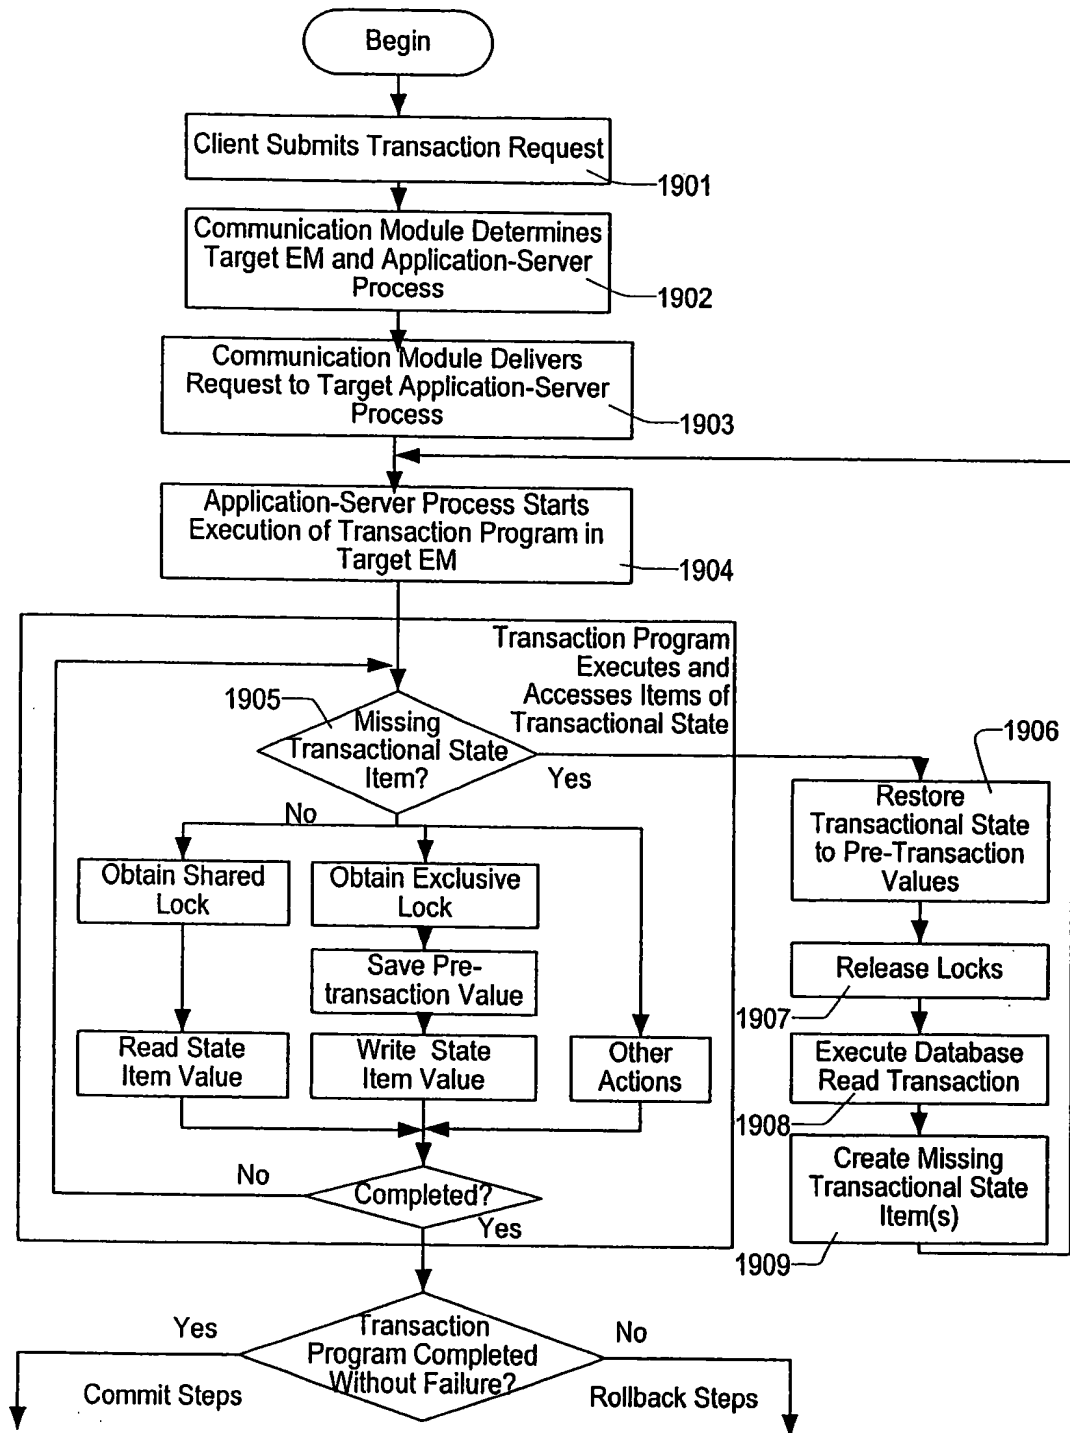 Begin
Client Submits Transaction Request
1901
Communication Module Determines
Target EM and Application-Server
Process
1902
Communication Module Delivers
Request to Target Application-Server
Process
1903
Application-Server Process Starts
Execution of Transaction Program in
Target EM
1904
Transaction Program
Executes and
Accesses Items of
Transactional State
1905
Missing
Transactional State
Item?
Yes
No
1906
Restore
Transactional State
to Pre-Transaction
Values
Obtain Shared
Lock
Obtain Exclusive
Lock
Save Pre-
transaction Value
Release Locks
1907
Read State
Item Value
Write State
Item Value
Other
Actions
Execute Database
Read Transaction
1908
Create Missing
Transactional State
Item(s)
1909
No
Completed?
Yes
Yes
Transaction
Program Completed
Without Failure?
No
Commit Steps
Rollback Steps